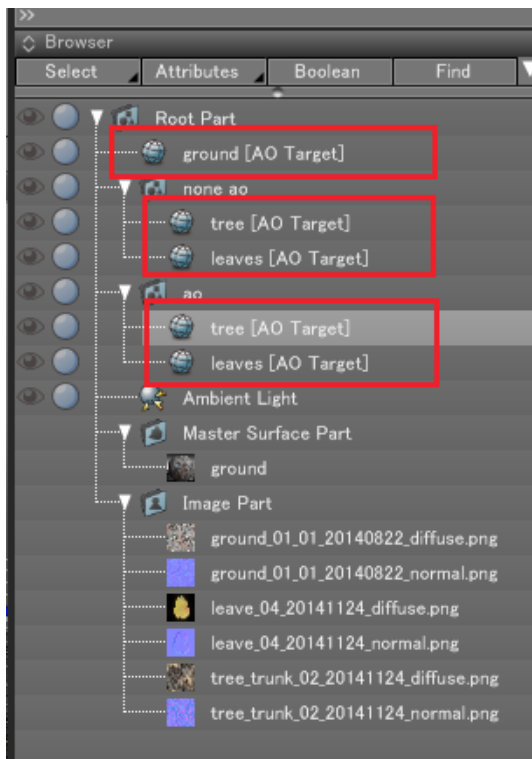 Browser
Select Attributes Boolean Find
Root Part
ground [AO Target]
none ao
tree [AO Target]
leaves [AO Target]
ao
tree [AO Target]
leaves [AO Target]
Ambient Light
Master Surface Part
ground
Image Part
ground_01_01_20140822_diffuse.png
ground_01_01_20140822_normal.png
leave_04_20141124_diffuse.png
leave_04_20141124_normal.png
tree_trunk_02_20141124_diffuse.png
tree_trunk_02_20141124_normal.png